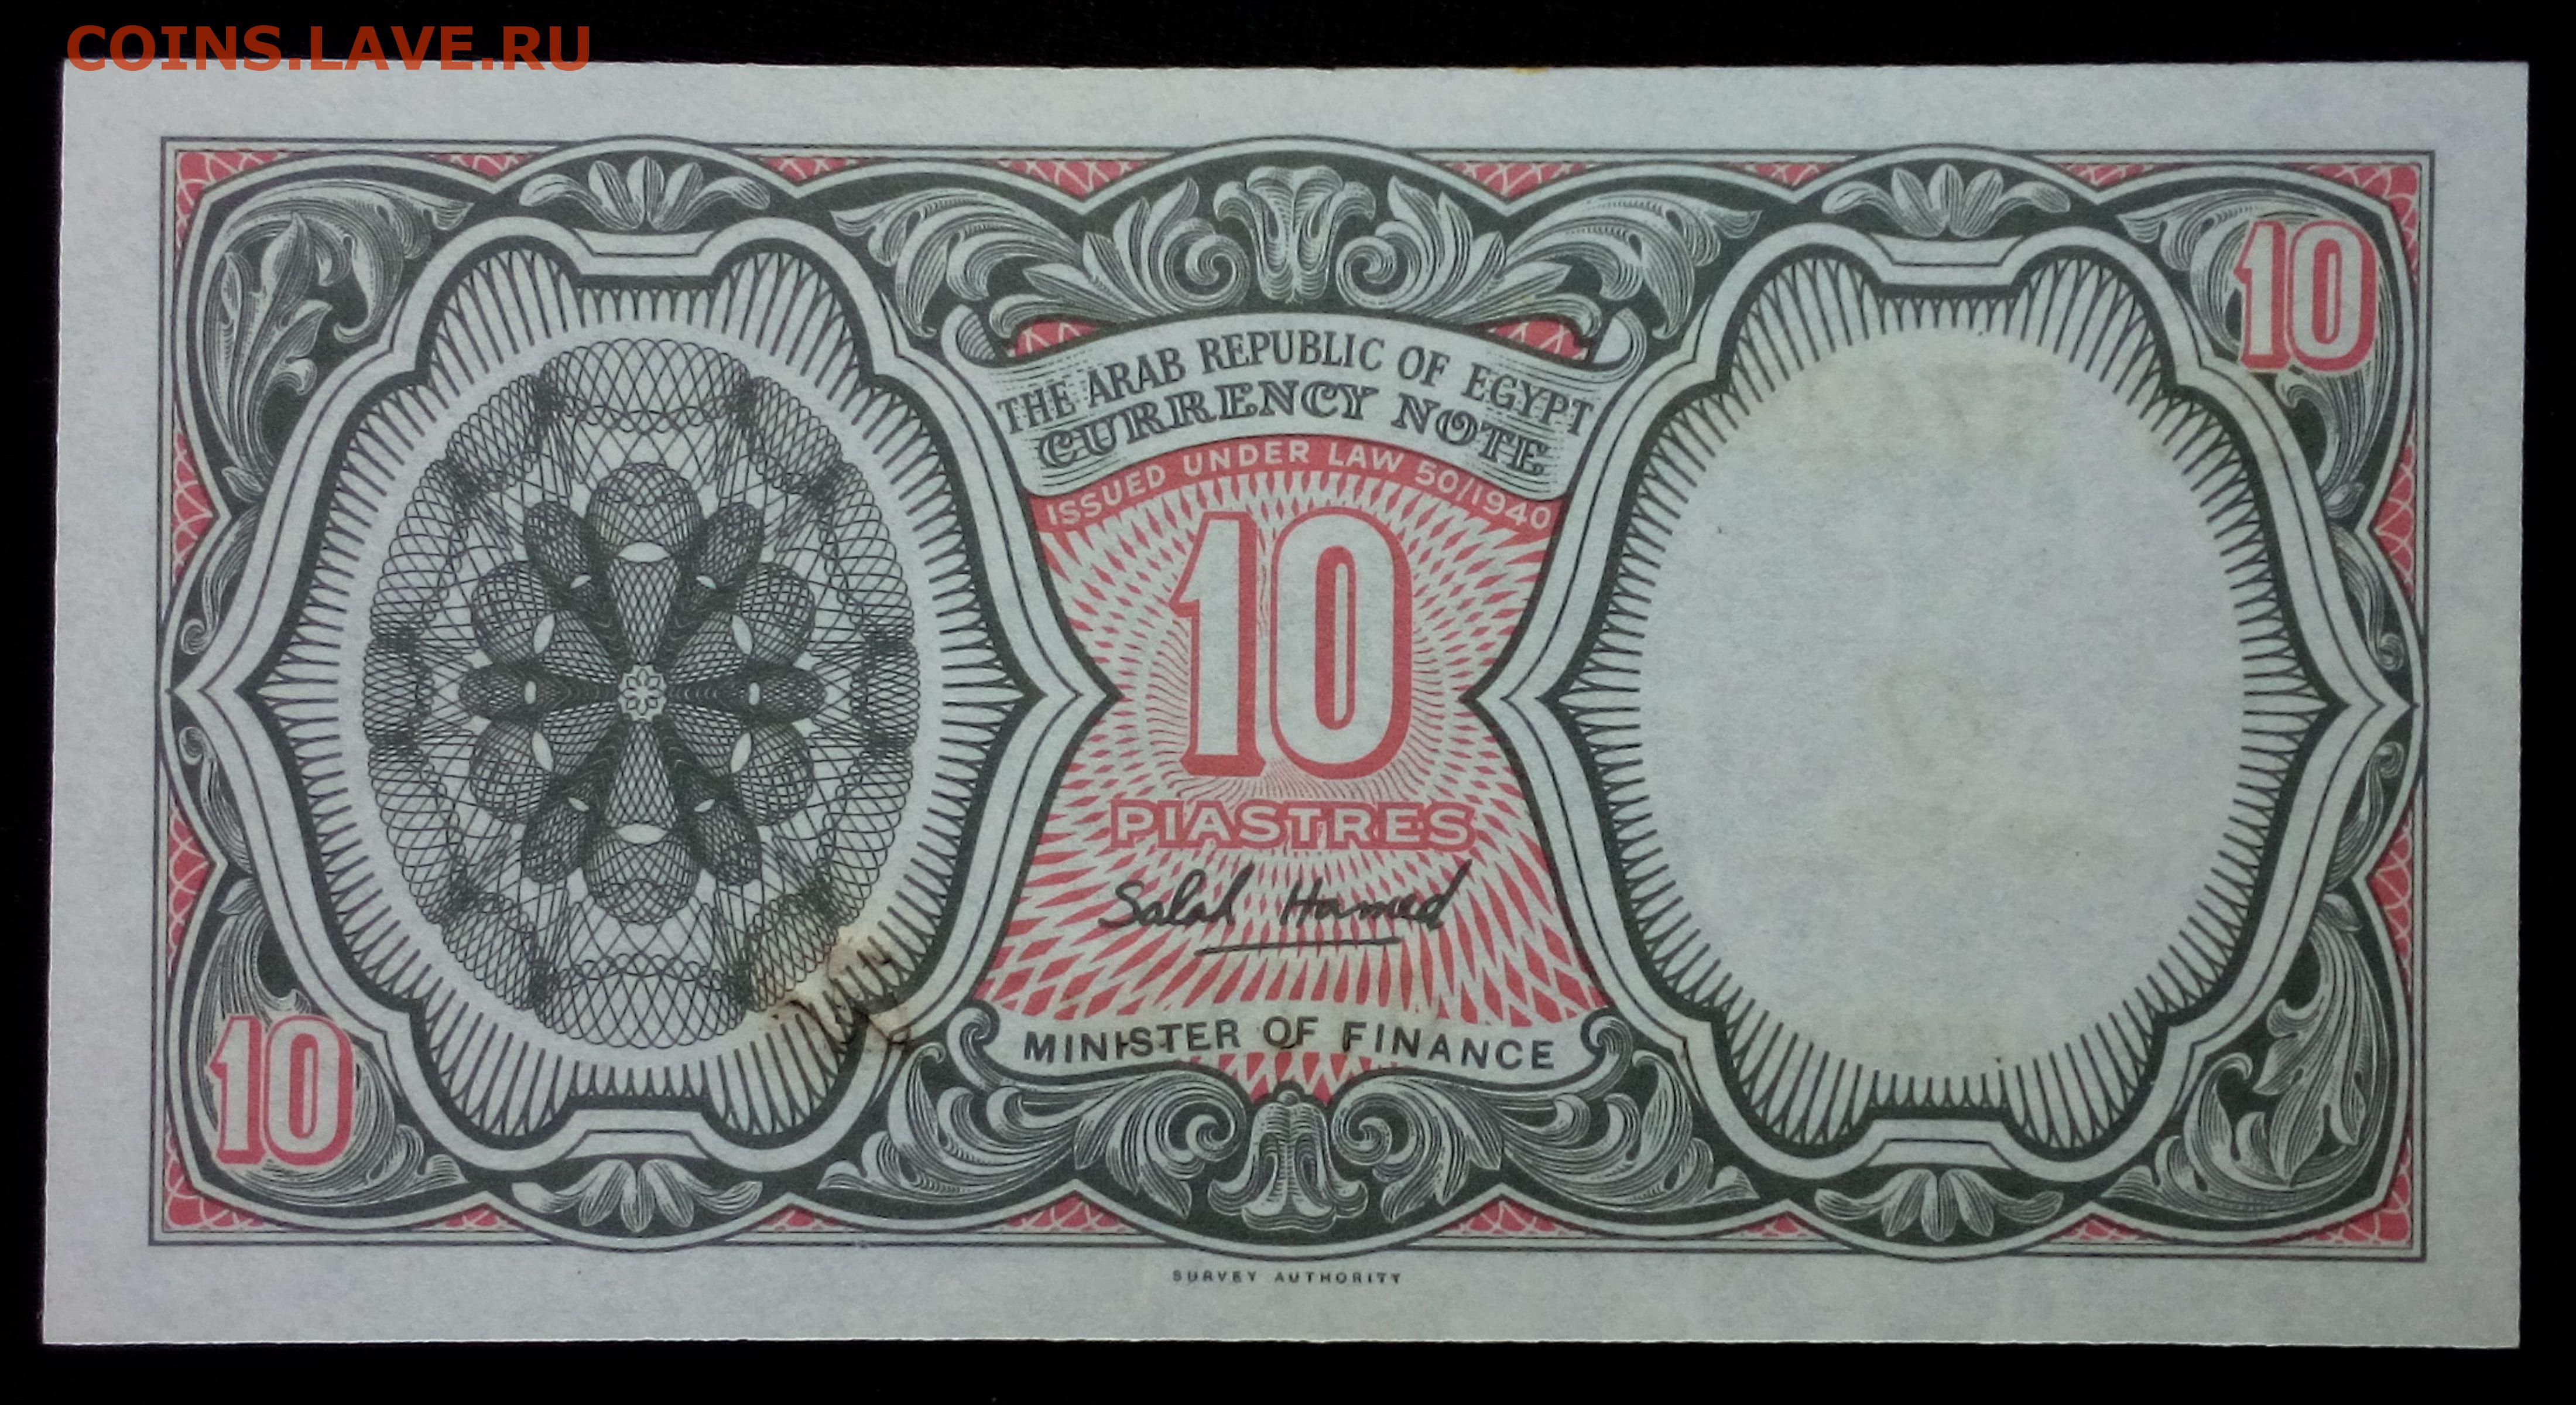 COINS.LAVE.RU
10
THE ARAB REPUBLIC OF EGYPT
CURRENCY NOTE
ISSUED UNDER LAW 50/1940
10
PIASTRES
Salah Hamed
MINISTER OF FINANCE
10
SURVEY AUTHORITY